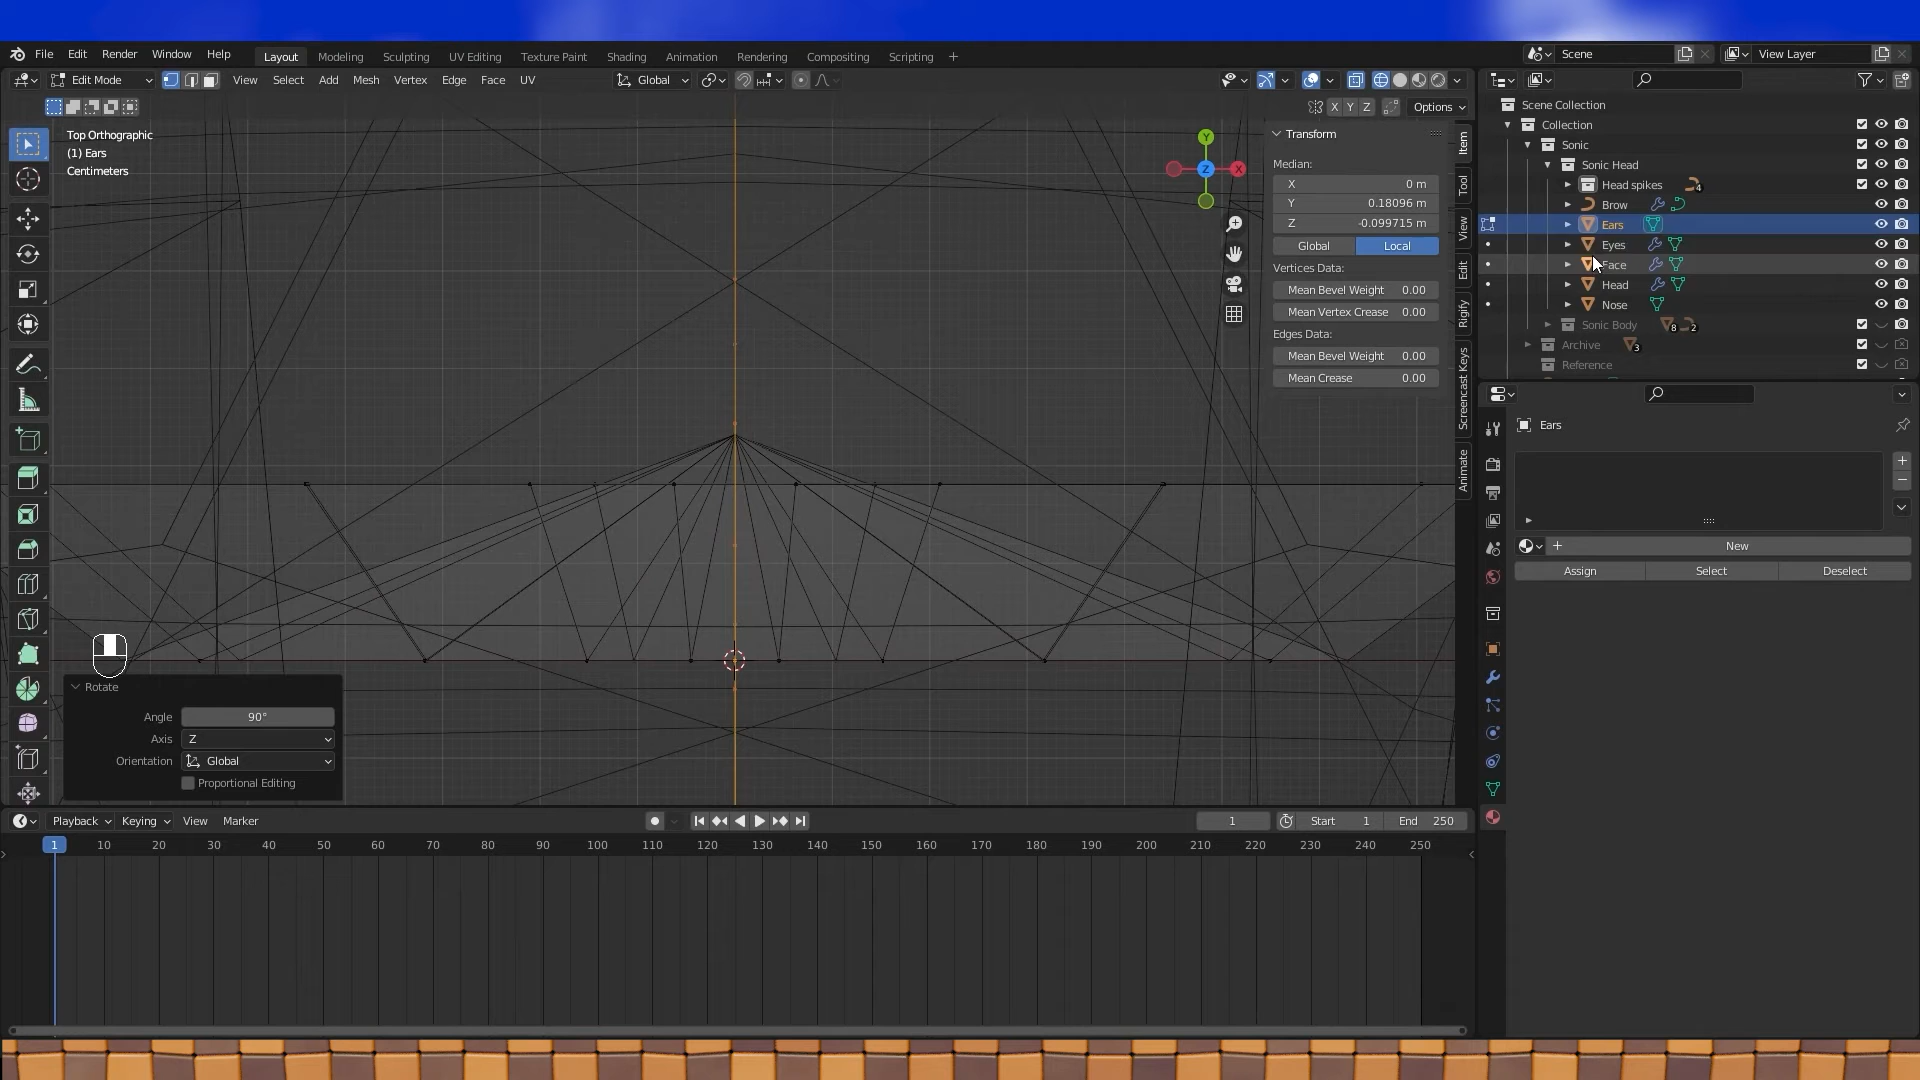 File Edit Render Window Help Layout Modeling Sculpting UV Editing Texture Paint Shading Animation Rendering Compositing Scripting + Scene View Layer
Edit Mode View Select Add Mesh Vertex Edge Face UV Global
X Y Z Options
Top Orthographic
(1) Ears
Centimeters
Y
X
Z
Transform
Median:
X 0 m
Y 0.18096 m
Z -0.099715 m
Global Local
Vertices Data:
Mean Bevel Weight 0.00
Mean Vertex Crease 0.00
Edges Data:
Mean Bevel Weight 0.00
Mean Crease 0.00
Item
Tool
View
Edit
Rigify
Screencast Keys
Animate
Scene Collection
Collection
Sonic
Sonic Head
Head spikes 4
Brow
Ears
Eyes
Face
Head
Nose
Sonic Body 8 2
Archive 3
Reference
Ears
+ New
Assign Select Deselect
Rotate
Angle 90°
Axis Z
Orientation Global
Proportional Editing
Playback Keying View Marker 1 Start 1 End 250
1 10 20 30 40 50 60 70 80 90 100 110 120 130 140 150 160 170 180 190 200 210 220 230 240 250